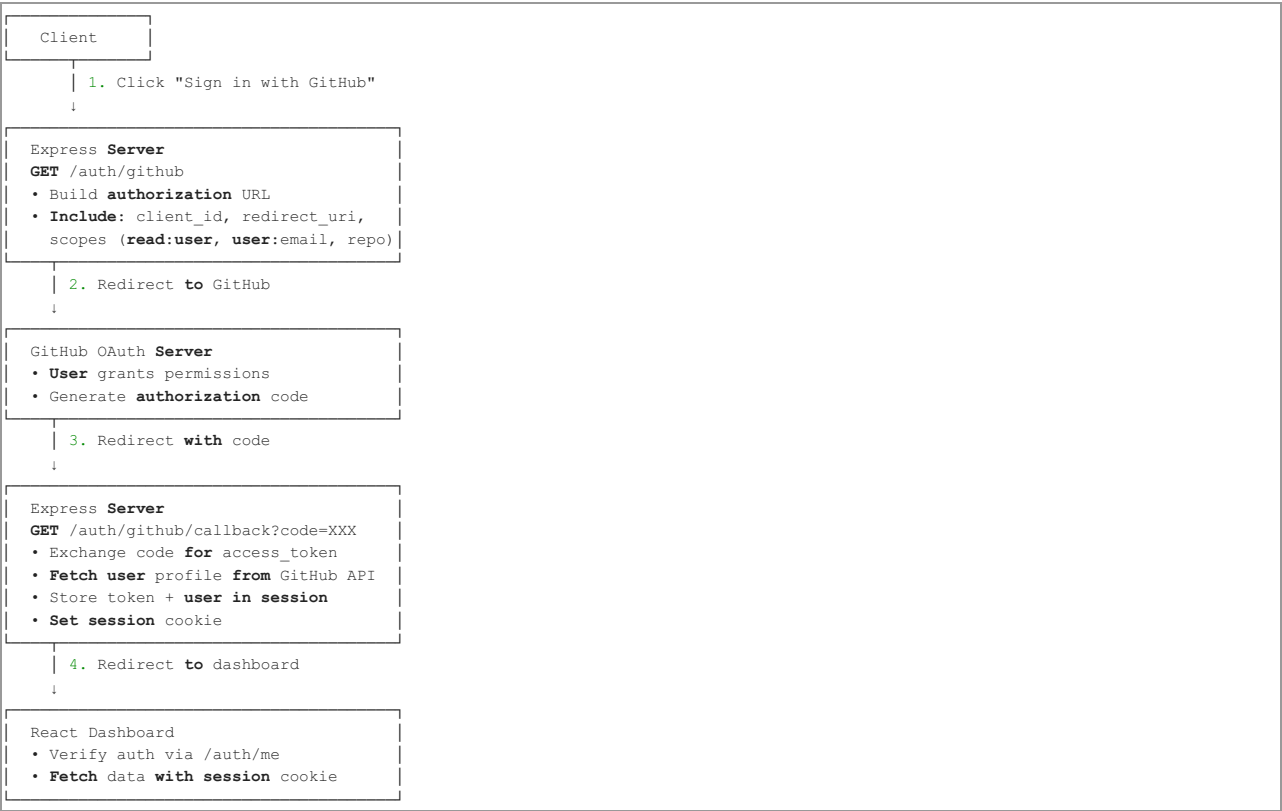 Client
1. Click "Sign in with GitHub"
↓
Express Server
GET /auth/github
• Build authorization URL
• Include: client_id, redirect_uri,
scopes (read:user, user:email, repo)
2. Redirect to GitHub
↓
GitHub OAuth Server
• User grants permissions
• Generate authorization code
3. Redirect with code
↓
Express Server
GET /auth/github/callback?code=XXX
• Exchange code for access_token
• Fetch user profile from GitHub API
• Store token + user in session
• Set session cookie
4. Redirect to dashboard
↓
React Dashboard
• Verify auth via /auth/me
• Fetch data with session cookie